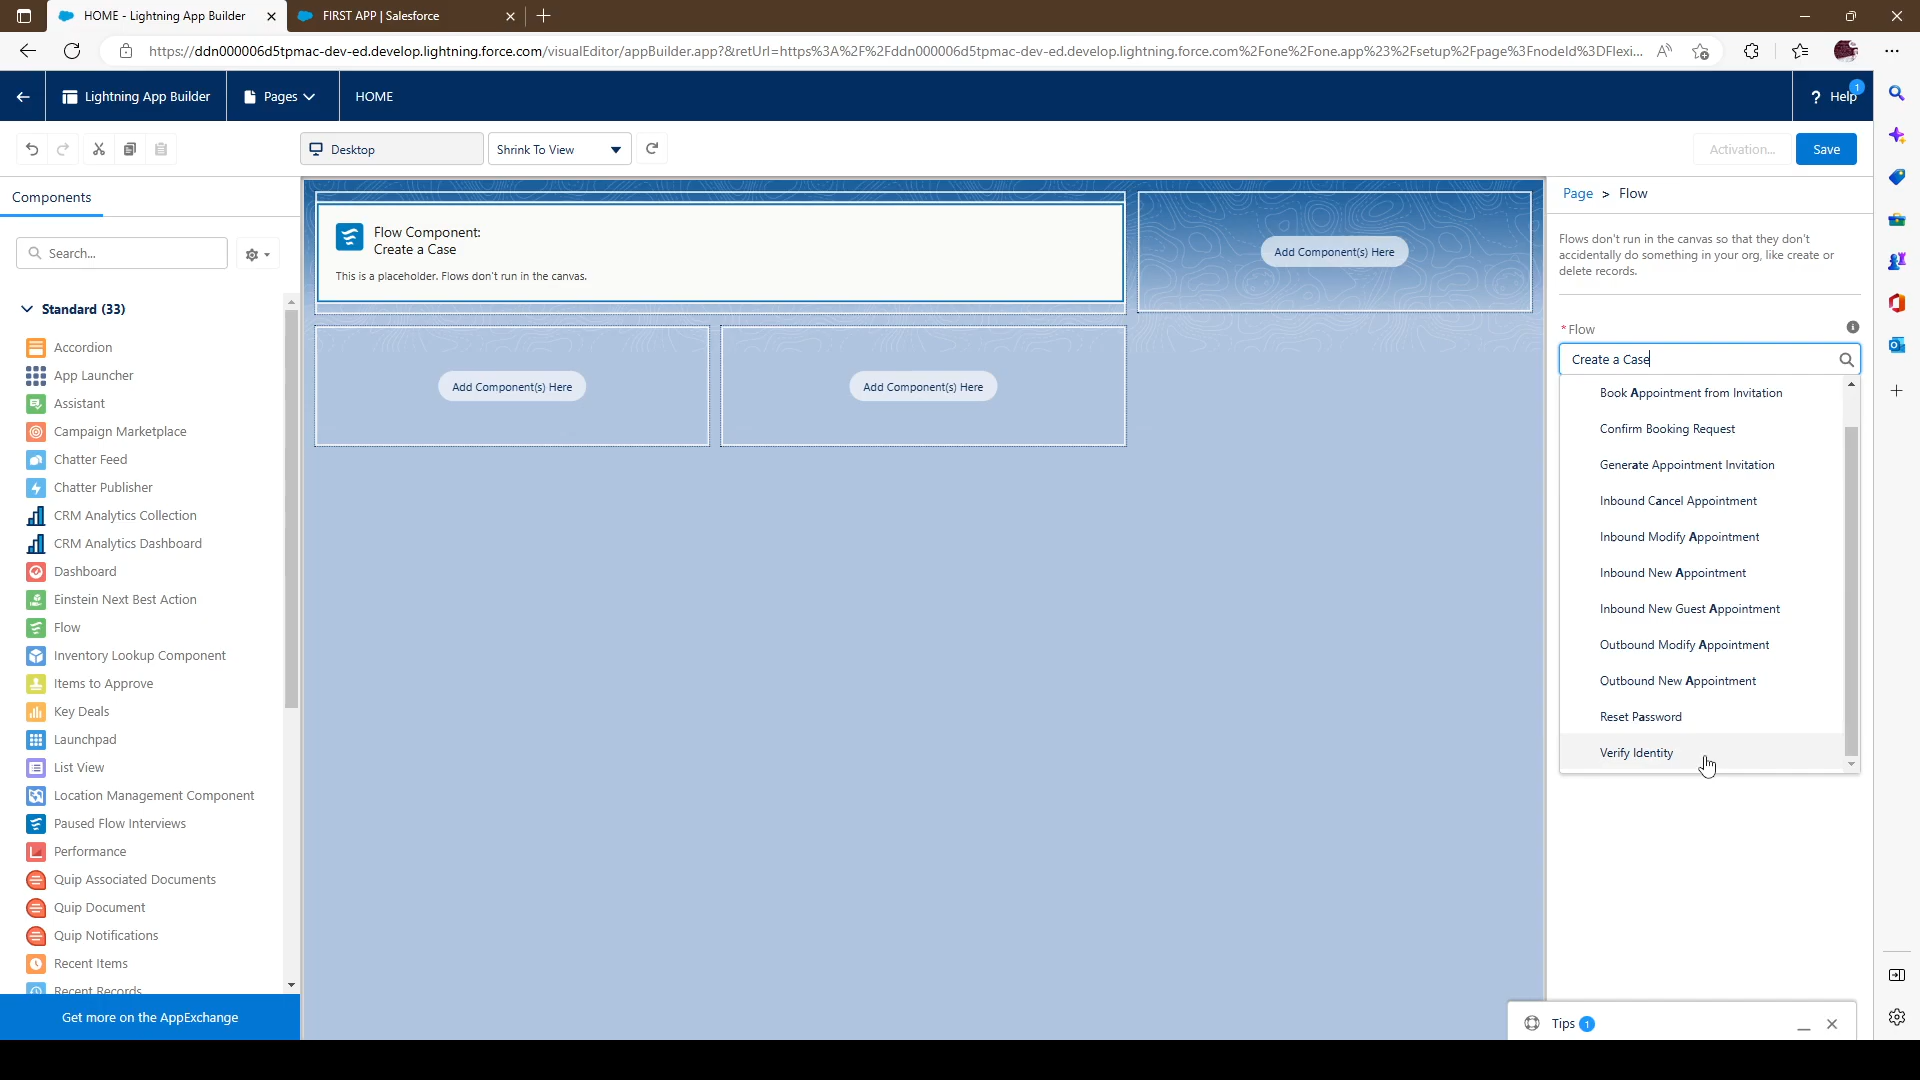 HOME - Lightning App Builder
FIRST APP | Salesforce
https://ddn000006d5tpmac-dev-ed.develop.lightning.force.com/visualEditor/appBuilder.app?&retUrl=https%3A%2F%2Fddn000006d5tpmac-dev-ed.develop.lightning.force.com%2Fone%2Fone.app%23%2Fsetup%2Fpage%3FnodeId%3DFlexi...
Lightning App Builder
Pages
HOME
? Help
1
Desktop
Shrink To View
Activation...
Save
Components
Search...
Standard (33)
Accordion
App Launcher
Assistant
Campaign Marketplace
Chatter Feed
Chatter Publisher
CRM Analytics Collection
CRM Analytics Dashboard
Dashboard
Einstein Next Best Action
Flow
Inventory Lookup Component
Items to Approve
Key Deals
Launchpad
List View
Location Management Component
Paused Flow Interviews
Performance
Quip Associated Documents
Quip Document
Quip Notifications
Recent Items
Recent Records
Get more on the AppExchange
Flow Component:
Create a Case
This is a placeholder. Flows don't run in the canvas.
Add Component(s) Here
Add Component(s) Here
Add Component(s) Here
Page > Flow
Flows don't run in the canvas so that they don't
accidentally do something in your org, like create or
delete records.
* Flow
Create a Case
Book Appointment from Invitation
Confirm Booking Request
Generate Appointment Invitation
Inbound Cancel Appointment
Inbound Modify Appointment
Inbound New Appointment
Inbound New Guest Appointment
Outbound Modify Appointment
Outbound New Appointment
Reset Password
Verify Identity
Tips 1